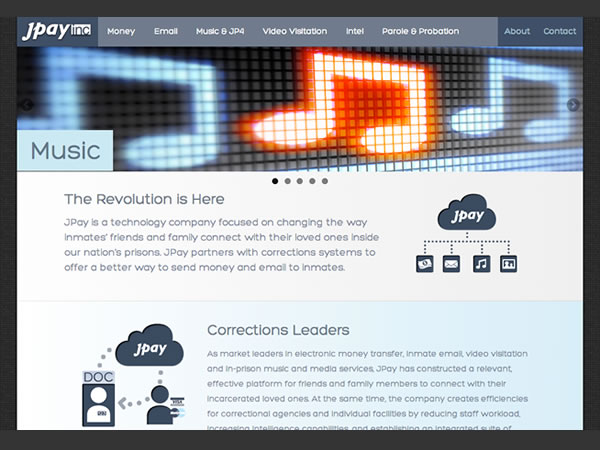 Jpay inc Money Email Music & JP4 Video Visitation Intel Parole & Probation About Contact
Music
The Revolution is Here
JPay is a technology company focused on changing the way
inmates' friends and family connect with their loved ones inside
our nation's prisons. JPay partners with corrections systems to
offer a better way to send money and email to inmates.
Jpay
Corrections Leaders
Jpay
DOC
As market leaders in electronic money transfer, inmate email, video visitation
and in-prison music and media services, JPay has constructed a relevant,
effective platform for friends and family members to connect with their
incarcerated loved ones. At the same time, the company creates efficiencies
for correctional agencies and individual facilities by reducing staff workload,
increasing intelligence capabilities, and establishing an integrated suite of
VISA